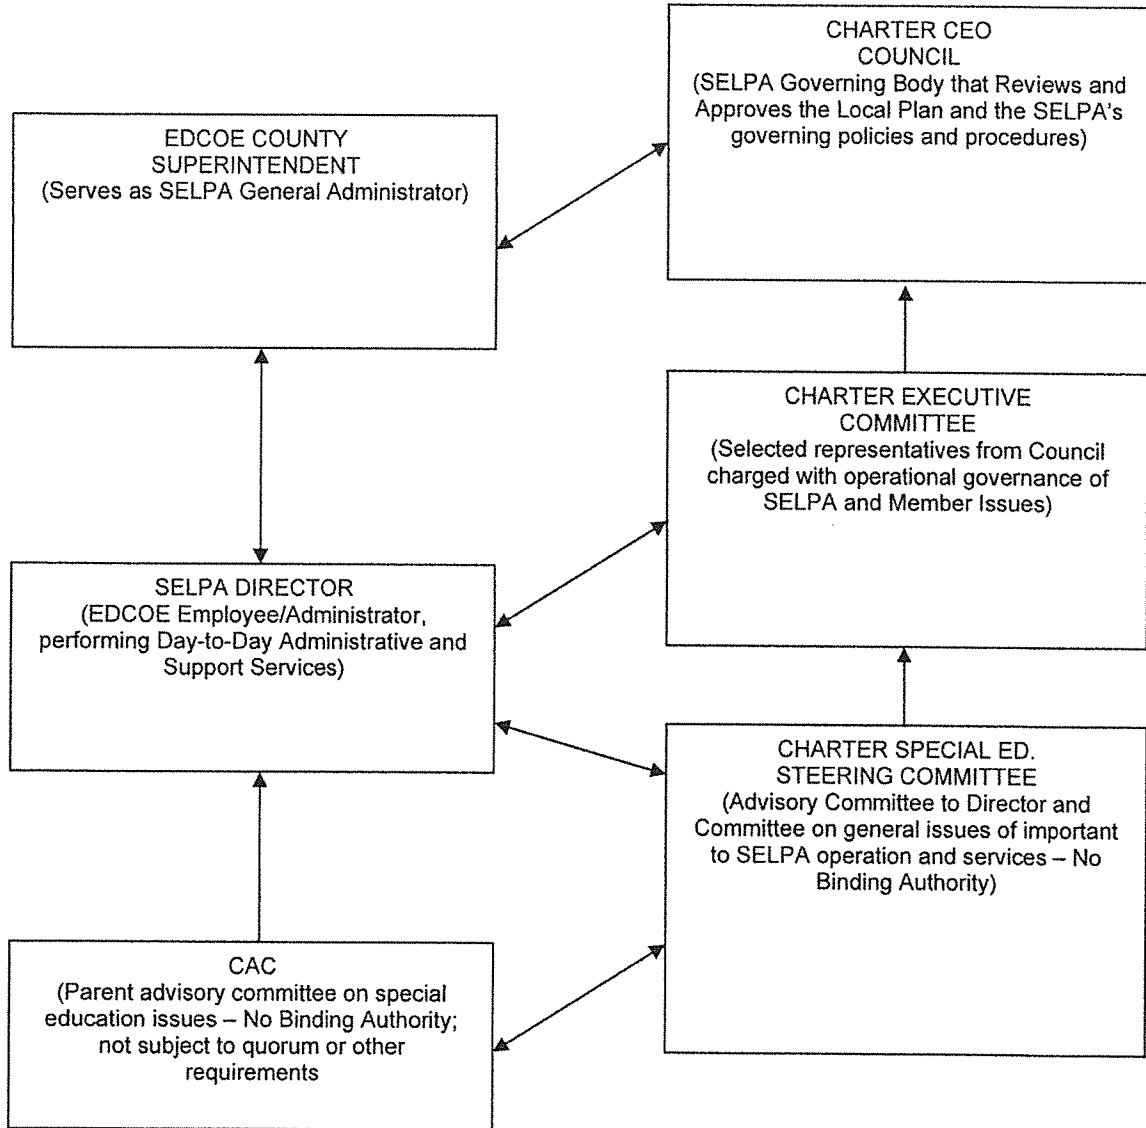 CHARTER CEO
COUNCIL
(SELPA Governing Body that Reviews and
Approves the Local Plan and the SELPA's
governing policies and procedures)
EDCOE COUNTY
SUPERINTENDENT
(Serves as SELPA General Administrator)
CHARTER EXECUTIVE
COMMITTEE
(Selected representatives from Council
charged with operational governance of
SELPA and Member Issues)
SELPA DIRECTOR
(EDCOE Employee/Administrator,
performing Day-to-Day Administrative and
Support Services)
CHARTER SPECIAL ED.
STEERING COMMITTEE
(Advisory Committee to Director and
Committee on general issues of important
to SELPA operation and services – No
Binding Authority)
CAC
(Parent advisory committee on special
education issues – No Binding Authority;
not subject to quorum or other
requirements